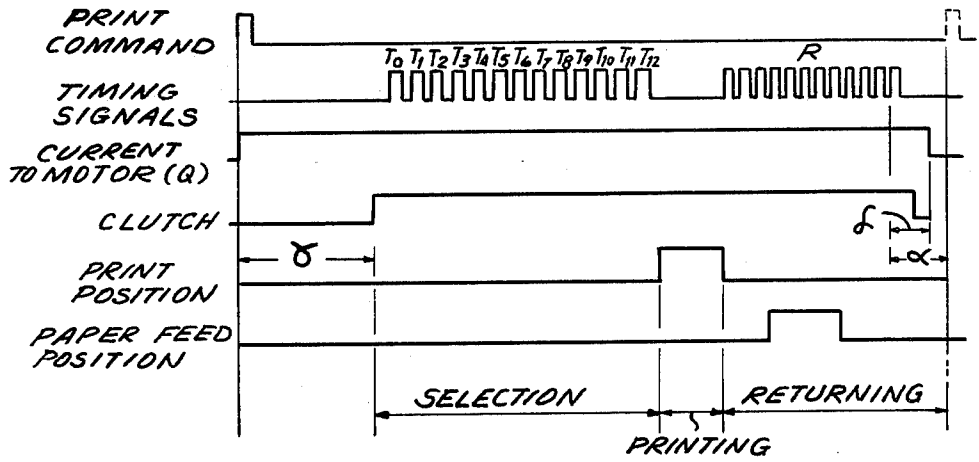 PRINT
COMMAND
T0 T1 T2 T3 T4 T5 T6 T7 T8 T9 T10 T11 T12
R
TIMING
SIGNALS
CURRENT
TO MOTOR (Q)
CLUTCH
δ
α
γ
PRINT
POSITION
PAPER FEED
POSITION
SELECTION
RETURNING
PRINTING